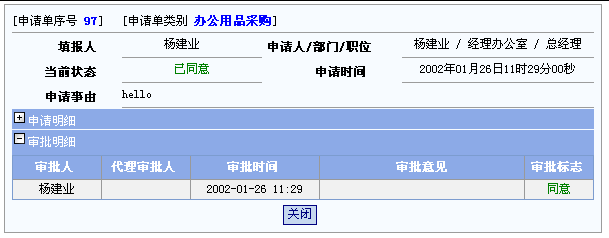 [申请单序号 97] [申请单类别 办公用品采购]
填报人 杨建业 申请人/部门/职位 杨建业 / 经理办公室 / 总经理
当前状态 已同意 申请时间 2002年01月26日11时29分00秒
申请事由 hello
申请明细
审批明细
审批人 代理审批人 审批时间 审批意见 审批标志
杨建业 2002-01-26 11:29 同意
关闭